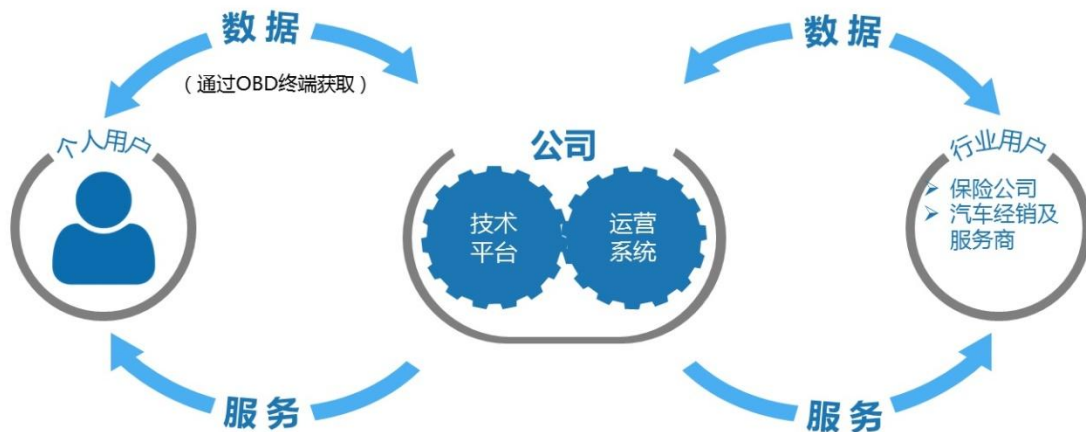 数据
（通过OBD终端获取）
个人用户
公司
技术
平台
运营
系统
数据
行业用户
➢ 保险公司
➢ 汽车经销及
服务商
服务
服务